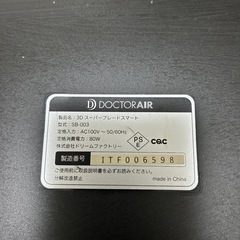 DOCTORAIR
製品名：3D スーパーブレードスマート
型式：SB-003
定格入力：AC100V～ 50/60Hz
定格消費電力：80W
株式会社ドリームファクトリー
PS
E
CQC
製造番号 ITF006598
ご使用前に取扱説明書を必ずお読みください。
分解改造禁止 made in China